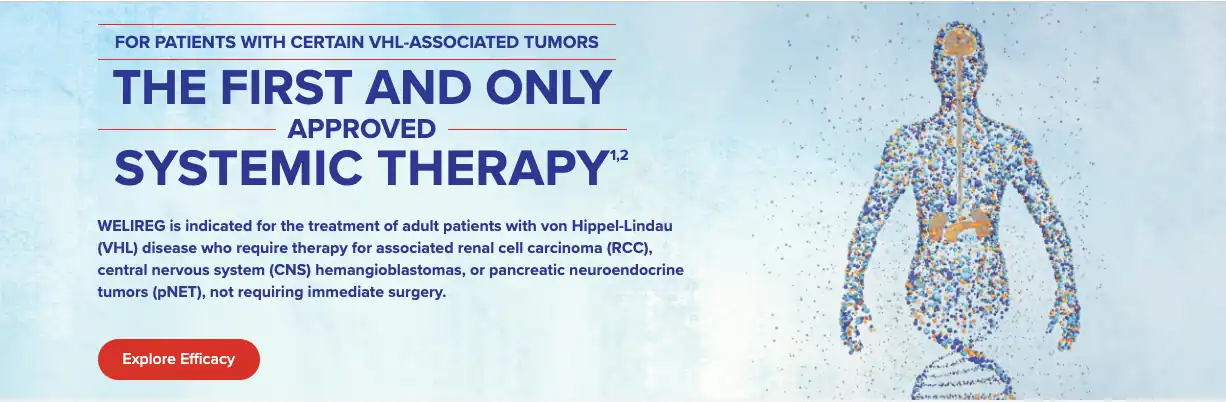 FOR PATIENTS WITH CERTAIN VHL-ASSOCIATED TUMORS
THE FIRST AND ONLY
APPROVED
SYSTEMIC THERAPY1,2
WELIREG is indicated for the treatment of adult patients with von Hippel-Lindau
(VHL) disease who require therapy for associated renal cell carcinoma (RCC),
central nervous system (CNS) hemangioblastomas, or pancreatic neuroendocrine
tumors (pNET), not requiring immediate surgery.
Explore Efficacy